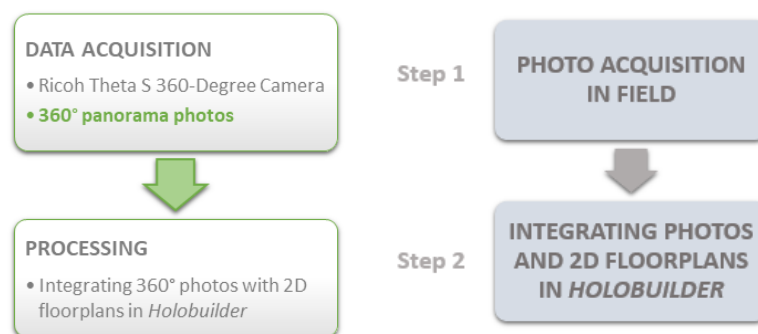 DATA ACQUISITION
• Ricoh Theta S 360-Degree Camera
• 360° panorama photos
Step 1
PHOTO ACQUISITION
IN FIELD
PROCESSING
• Integrating 360° photos with 2D
floorplans in Holobuilder
Step 2
INTEGRATING PHOTOS
AND 2D FLOORPLANS
IN HOLOBUILDER